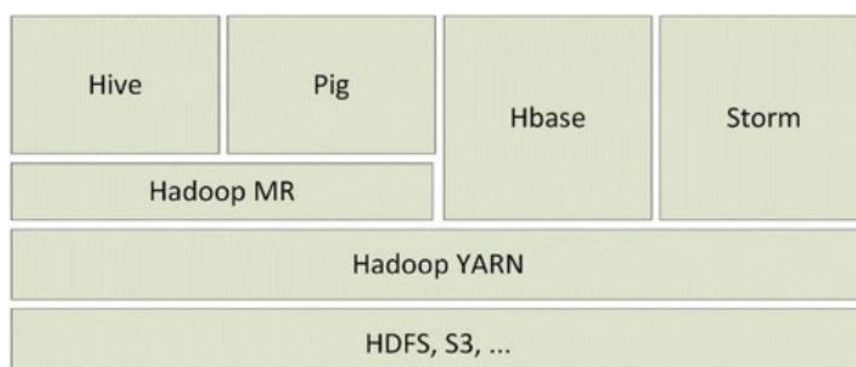 Hive
Pig
Hbase
Storm
Hadoop MR
Hadoop YARN
HDFS, S3, ...